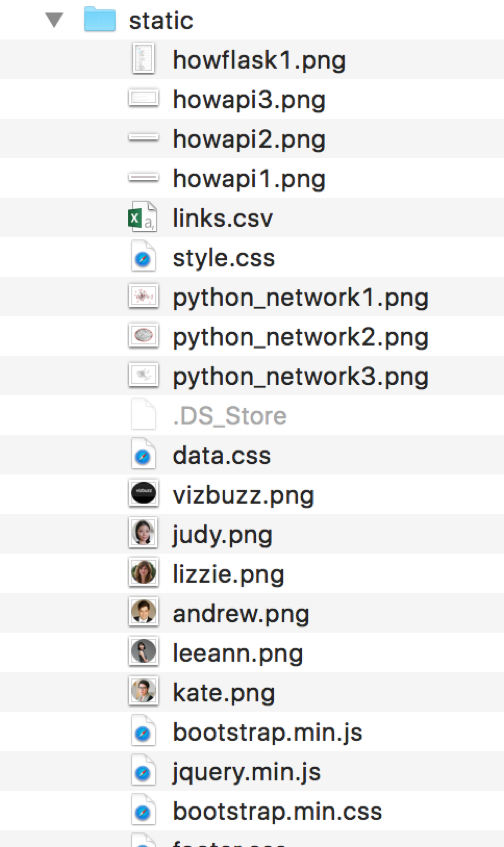 static
howflask1.png
howapi3.png
howapi2.png
howapi1.png
links.csv
style.css
python_network1.png
python_network2.png
python_network3.png
.DS_Store
data.css
vizbuzz.png
judy.png
lizzie.png
andrew.png
leeann.png
kate.png
bootstrap.min.js
jquery.min.js
bootstrap.min.css